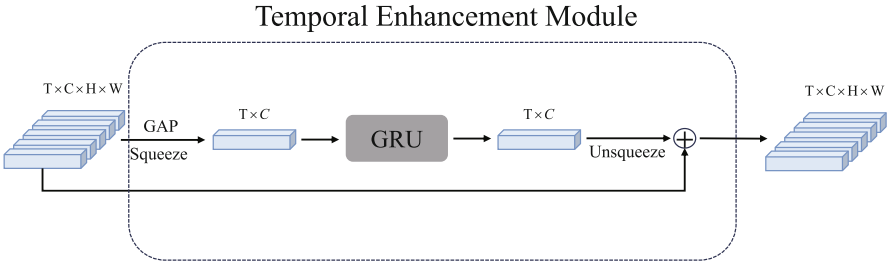 Temporal Enhancement Module
T×C×H×W
GAP
Squeeze
T×C
GRU
T×C
Unsqueeze
T×C×H×W